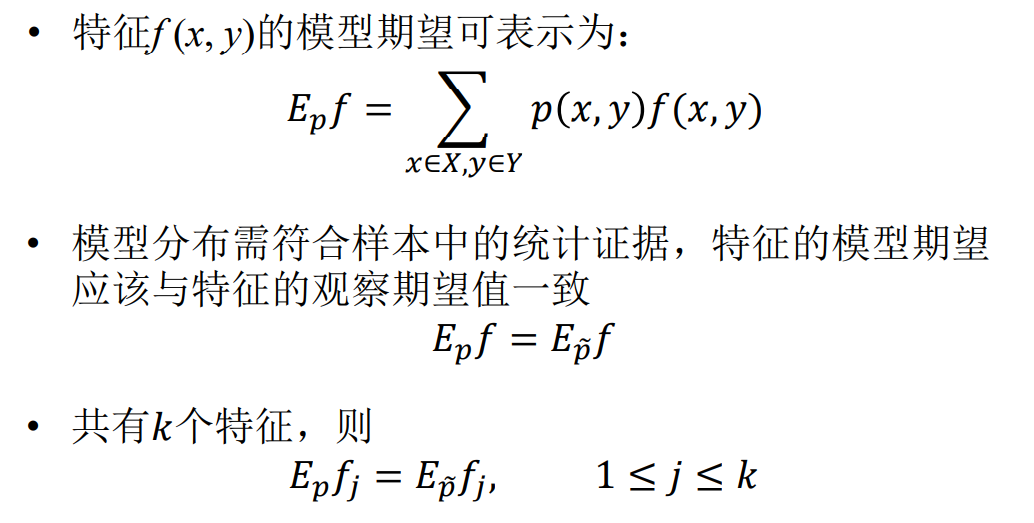 • 特征f (x, y)的模型期望可表示为：
E_p f = ∑_{x∈X,y∈Y} p(x, y)f(x, y)
• 模型分布需符合样本中的统计证据，特征的模型期望
应该与特征的观察期望值一致
E_p f = E_p̃ f
• 共有k个特征，则
E_p f_j = E_p̃ f_j, 1 ≤ j ≤ k